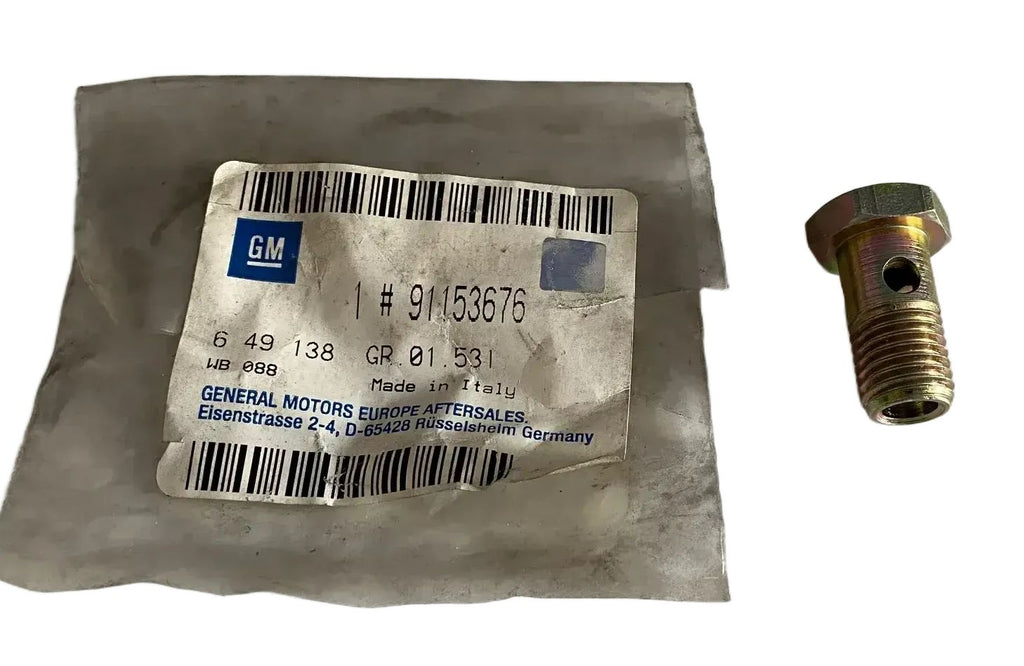 GM
1 # 91153676
6 49 138 GR.01.531
WB 088
Made in Italy
GENERAL MOTORS EUROPE AFTERSALES.
Eisenstrasse 2-4, D-65428 Rüsselsheim Germany